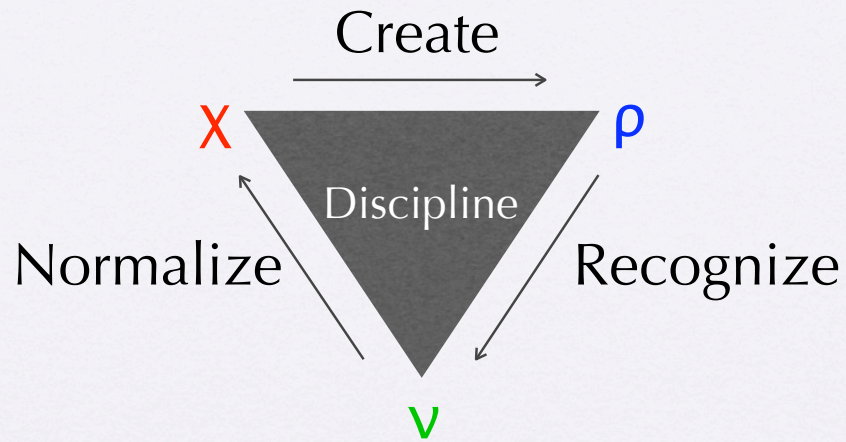 Create
χ
ρ
Discipline
Normalize
Recognize
ν